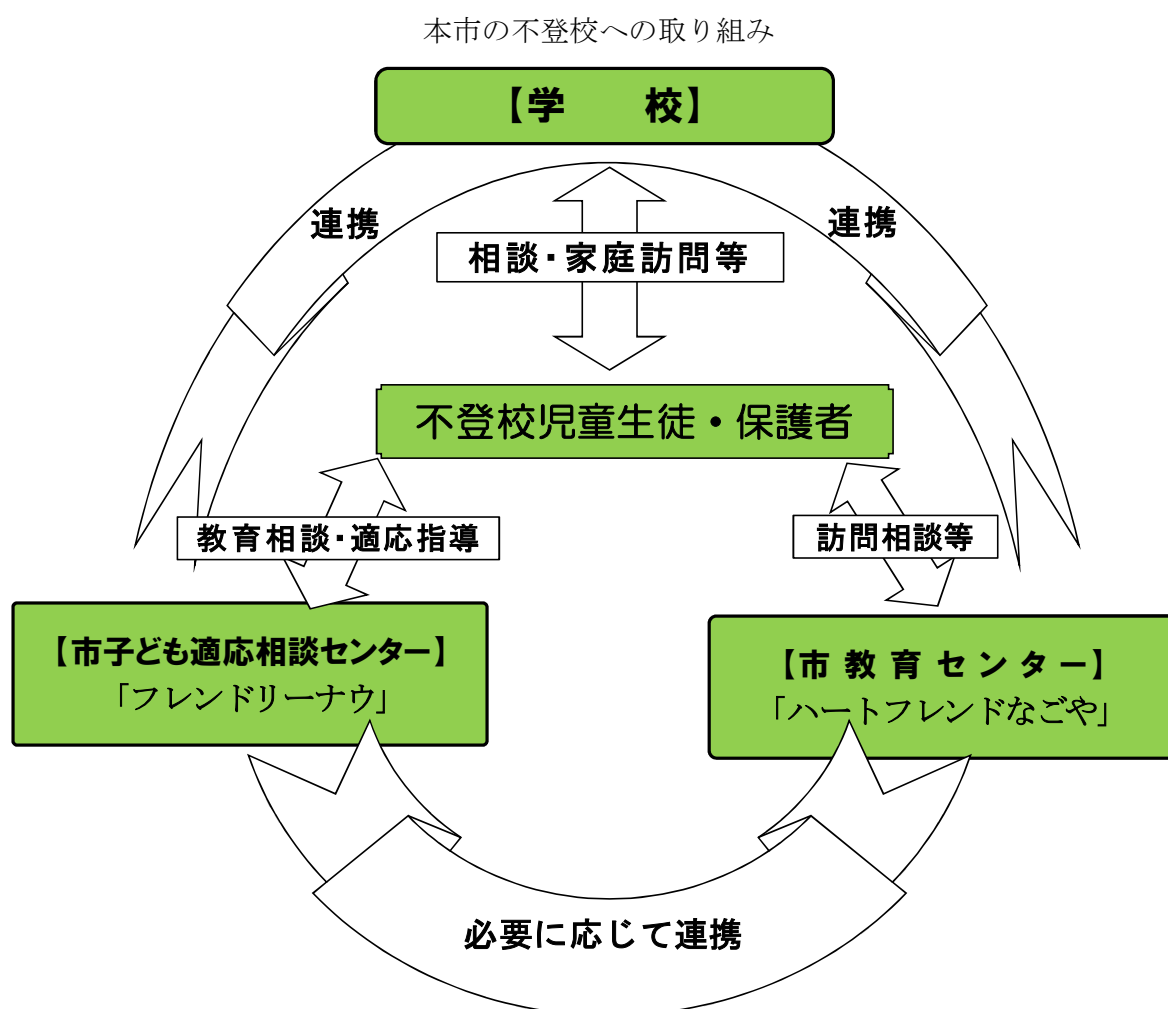 本市の不登校への取り組み
【学　　校】
連携
連携
相談・家庭訪問等
不登校児童生徒・保護者
教育相談・適応指導
訪問相談等
【市子ども適応相談センター】
「フレンドリーナウ」
【市 教 育 セ ン タ ー】
「ハートフレンドなごや」
必要に応じて連携